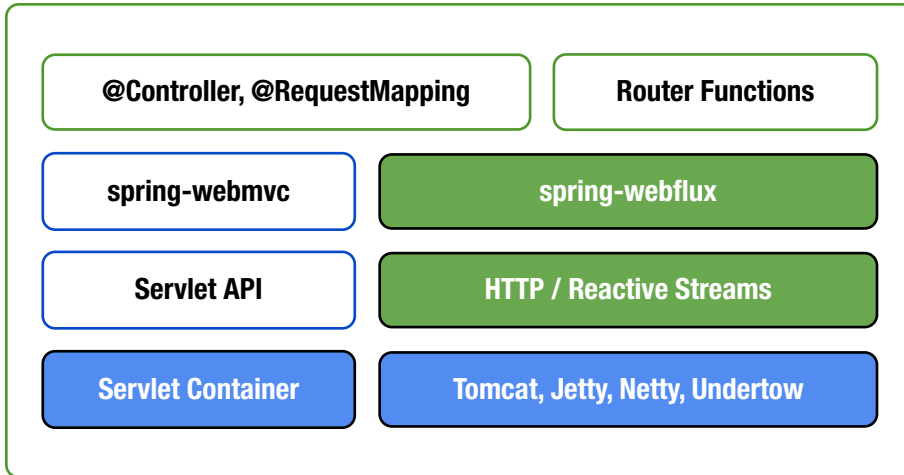 @Controller, @RequestMapping
Router Functions
spring-webmvc
spring-webflux
Servlet API
HTTP / Reactive Streams
Servlet Container
Tomcat, Jetty, Netty, Undertow